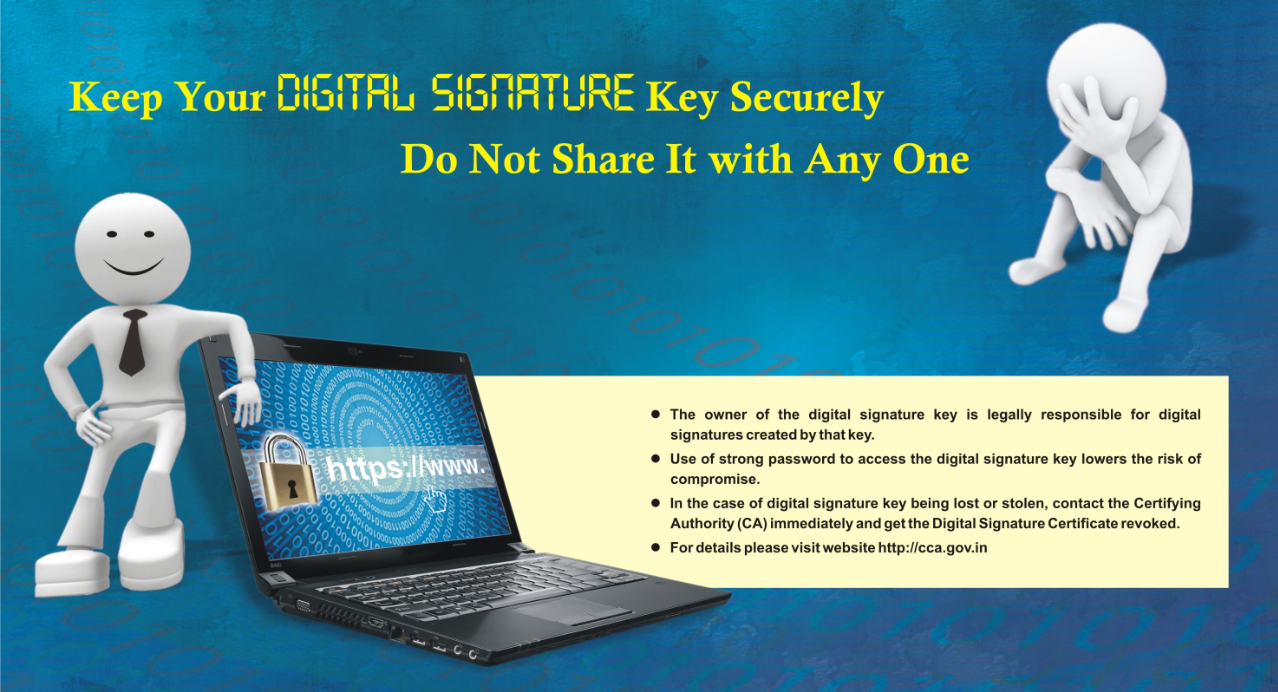 Keep Your DIGITAL SIGNATURE Key Securely
Do Not Share It with Any One
https://www.
● The owner of the digital signature key is legally responsible for digital
signatures created by that key.
● Use of strong password to access the digital signature key lowers the risk of
compromise.
● In the case of digital signature key being lost or stolen, contact the Certifying
Authority (CA) immediately and get the Digital Signature Certificate revoked.
● For details please visit website http://cca.gov.in